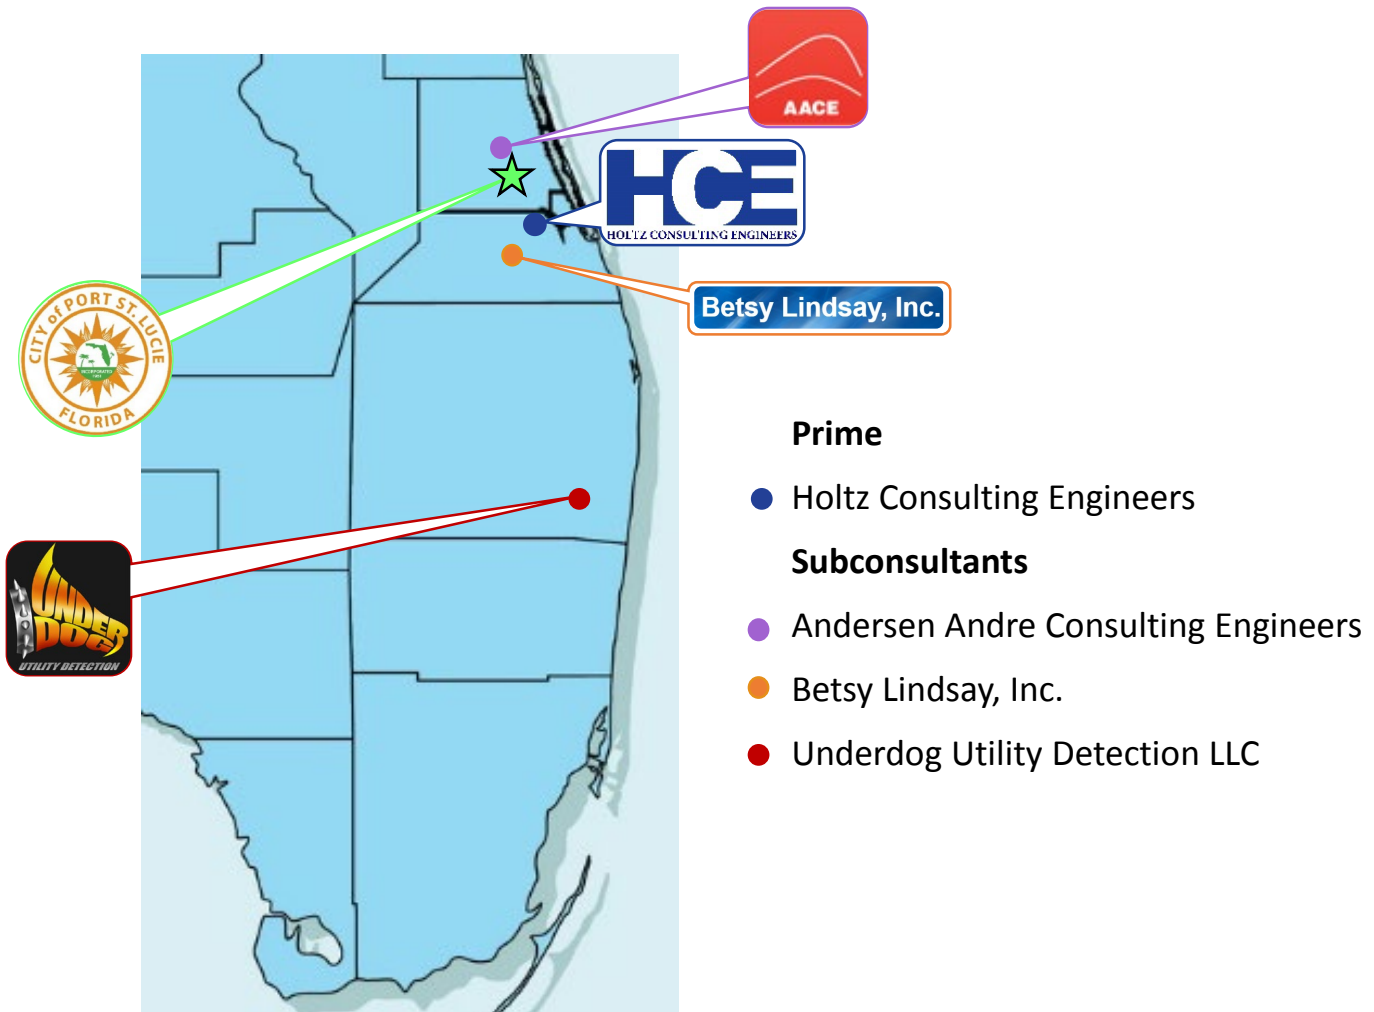 AACE
HCE
HOLTZ CONSULTING ENGINEERS
Betsy Lindsay, Inc.
CITY of PORT ST. LUCIE
FLORIDA
UNDER
DOG
UTILITY DETECTION
Prime
Holtz Consulting Engineers
Subconsultants
Andersen Andre Consulting Engineers
Betsy Lindsay, Inc.
Underdog Utility Detection LLC